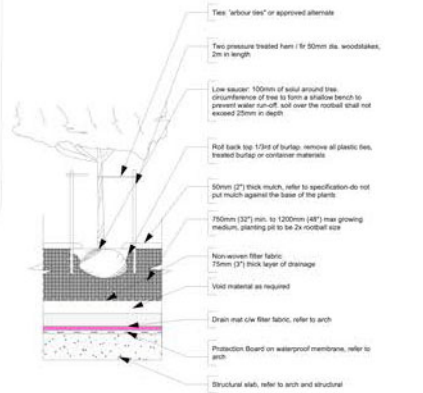 Ties: "arbour ties" or approved alternate
Two pressure treated hem / fir 50mm dia. woodstakes,
2m in length
Low saucer: 100mm of soiul around tree.
circumference of tree to form a shallow bench to
prevent water run-off. soil over the rootball shall not
exceed 25mm in depth
Roll back top 1/3rd of burlap. remove all plastic ties,
treated burlap or container materials
50mm (2") thick mulch, refer to specification-do not
put mulch against the base of the plants
750mm (32") min. to 1200mm (48") max growing
medium, planting pit to be 2x rootball size
Non-woven filter fabric
75mm (3") thick layer of drainage
Void material as required
Drain mat c/w filter fabric, refer to arch
Protection Board on waterproof membrane, refer to
arch
Structural slab, refer to arch and structural